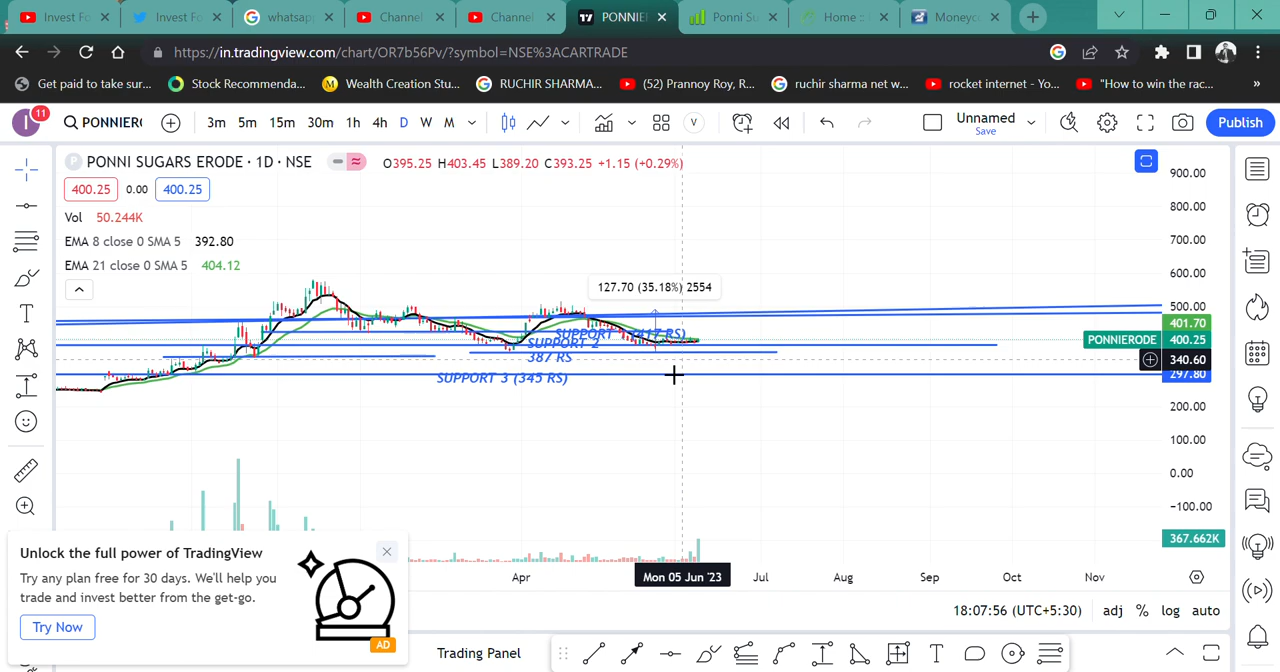 Invest Fo
Invest Fo
whatsap
Channel
Channel
PONNIE
Ponni Su
Home ::
Moneyc
https://in.tradingview.com/chart/OR7b56Pv/?symbol=NSE%3ACARTRADE
Get paid to take sur...
Stock Recommenda...
Wealth Creation Stu...
RUCHIR SHARMA...
(52) Prannoy Roy, R...
ruchir sharma net w...
rocket internet - Yo...
"How to win the rac...
»
I
11
PONNIER
3m 5m 15m 30m 1h 4h D W M
V
Unnamed
Save
Publish
P PONNI SUGARS ERODE · 1D · NSE
O395.25 H403.45 L389.20 C393.25 +1.15 (+0.29%)
400.25 0.00 400.25
Vol 50.244K
EMA 8 close 0 SMA 5 392.80
EMA 21 close 0 SMA 5 404.12
127.70 (35.18%) 2554
SUPPORT (417 RS)
SUPPORT 2
387 RS
SUPPORT 3 (345 RS)
900.00
800.00
700.00
600.00
500.00
401.70
PONNIERODE 400.25
340.60
297.80
200.00
100.00
0.00
−100.00
367.662K
Apr
Mon 05 Jun '23
Jul
Aug
Sep
Oct
Nov
Unlock the full power of TradingView
Try any plan free for 30 days. We'll help you
trade and invest better from the get-go.
Try Now
AD
18:07:56 (UTC+5:30)
adj % log auto
Trading Panel